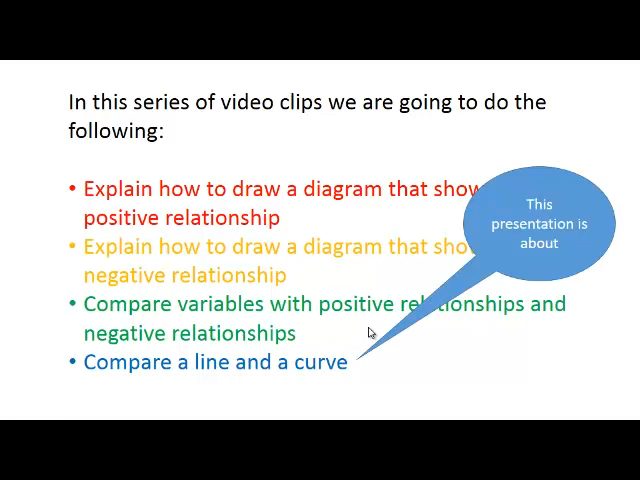 In this series of video clips we are going to do the
following:
• Explain how to draw a diagram that show
positive relationship
• Explain how to draw a diagram that sho
negative relationship
• Compare variables with positive relationships and
negative relationships
• Compare a line and a curve
This
presentation is
about